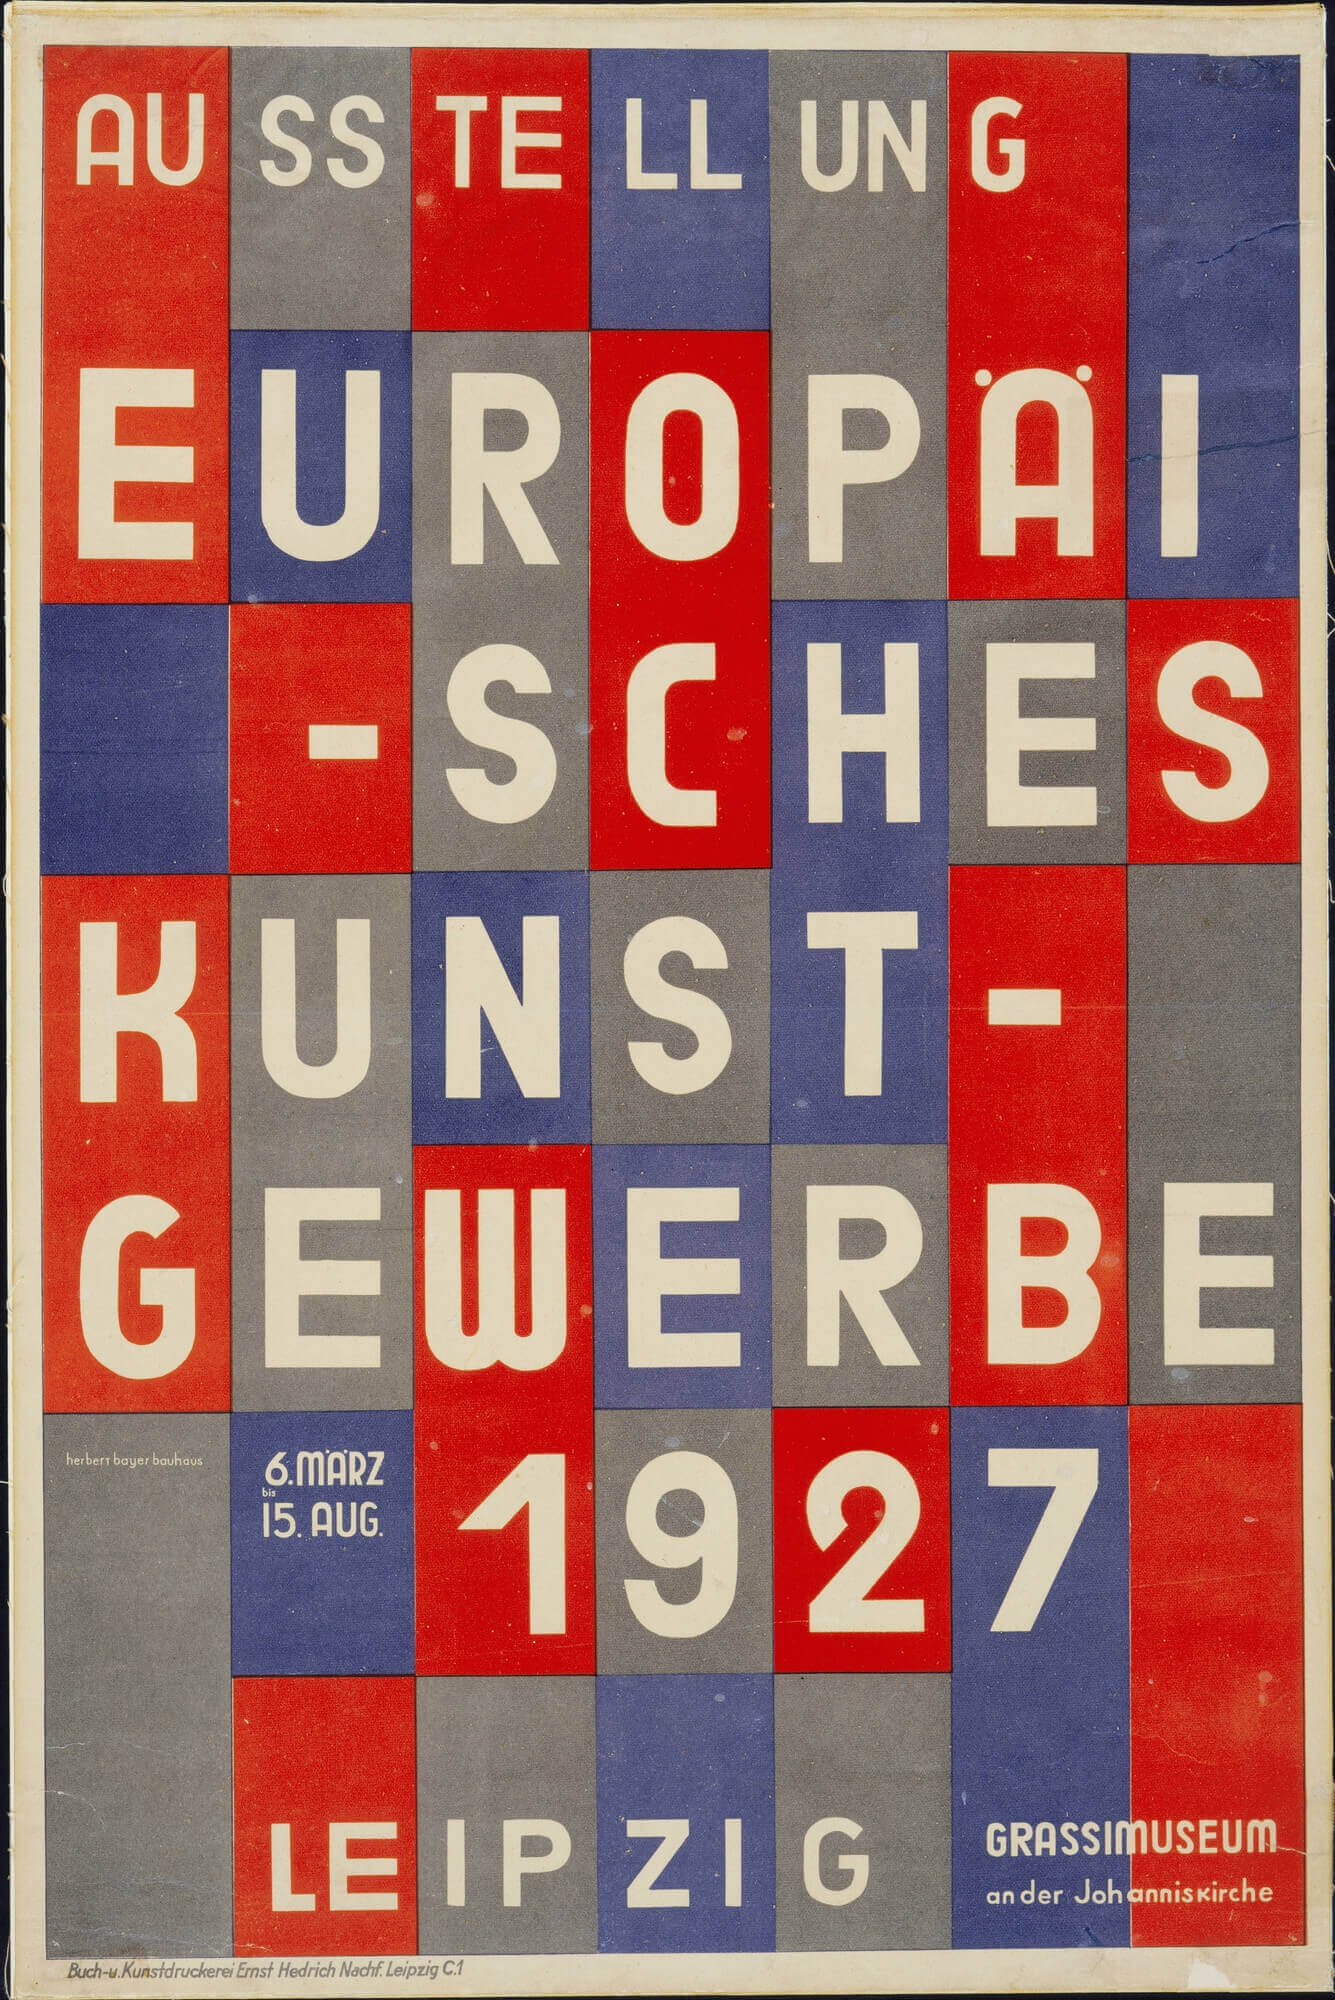 AUSSTELLUNG
EUROPÄI
-SCHES
KUNST-
GEWERBE
herbert bayer bauhaus
6. MÄRZ
bis
15. AUG.
1927
LEIPZIG
GRASSIMUSEUM
an der Johanniskirche
Buch-u. Kunstdruckerei Ernst Hedrich Nachf. Leipzig C.1